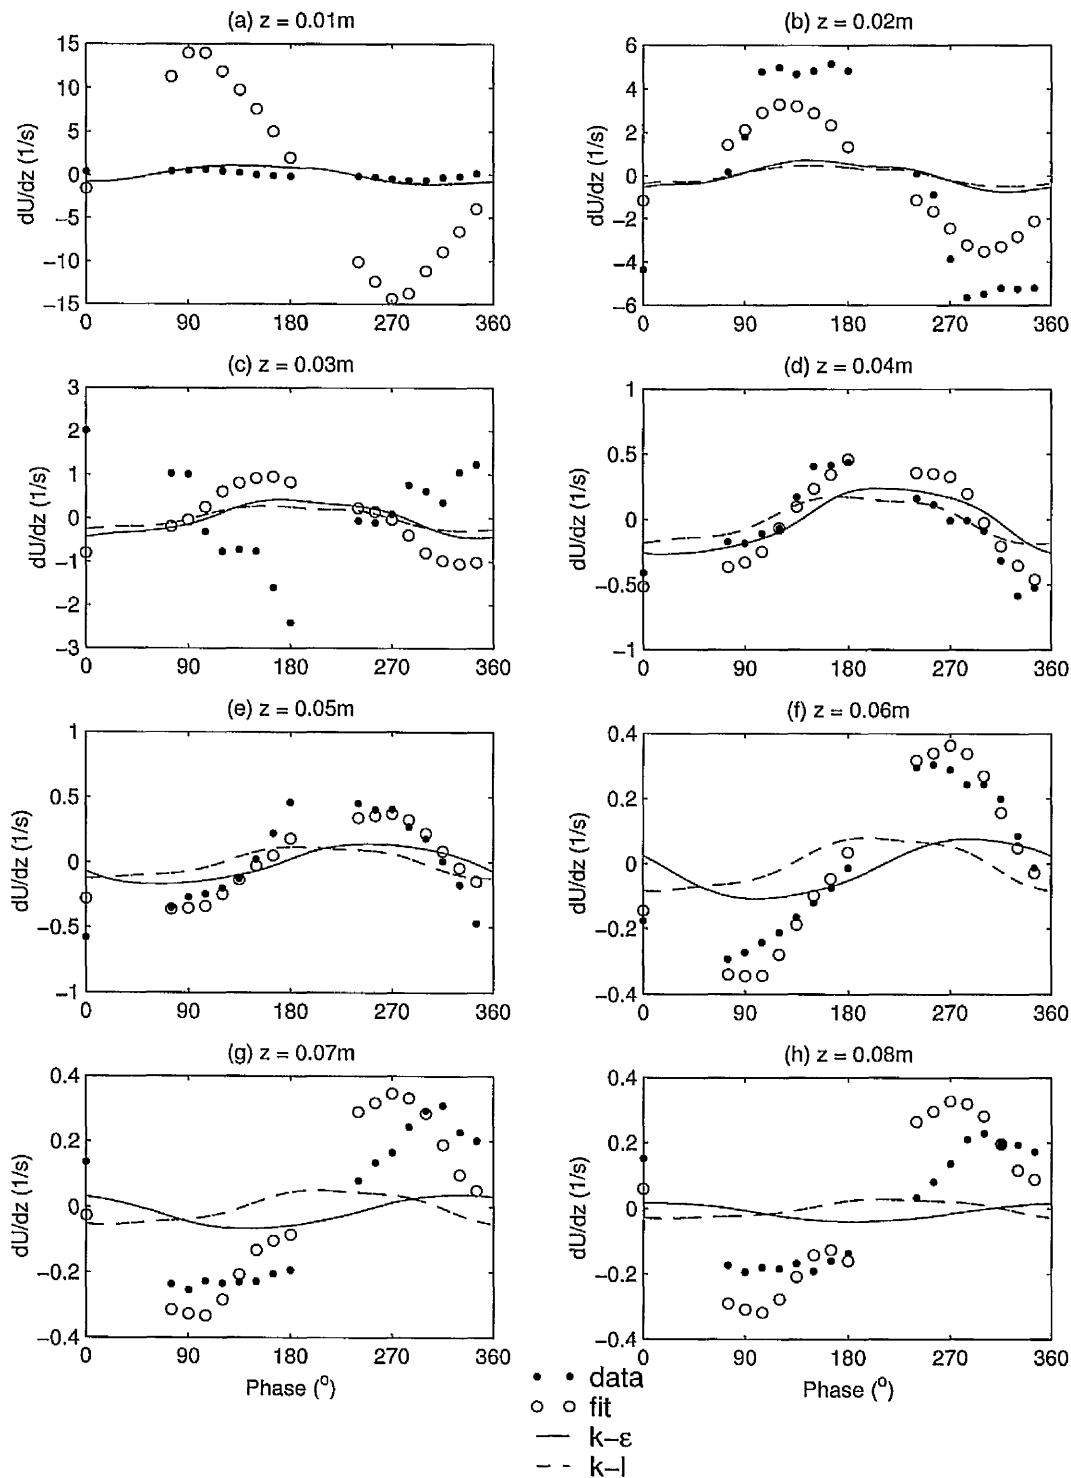 (a) z = 0.01m
(b) z = 0.02m
15
10
5
0
−5
−10
−15
dU/dz (1/s)
0 90 180 270 360
6
4
2
0
−2
−4
−6
dU/dz (1/s)
0 90 180 270 360
(c) z = 0.03m
(d) z = 0.04m
3
2
1
0
−1
−2
−3
dU/dz (1/s)
0 90 180 270 360
1
0.5
0
−0.5
−1
dU/dz (1/s)
0 90 180 270 360
(e) z = 0.05m
(f) z = 0.06m
1
0.5
0
−0.5
−1
dU/dz (1/s)
0 90 180 270 360
0.4
0.2
0
−0.2
−0.4
dU/dz (1/s)
0 90 180 270 360
(g) z = 0.07m
(h) z = 0.08m
0.4
0.2
0
−0.2
−0.4
dU/dz (1/s)
0 90 180 270 360
Phase (°)
0.4
0.2
0
−0.2
−0.4
dU/dz (1/s)
0 90 180 270 360
Phase (°)
data
fit
k−ε
k−l